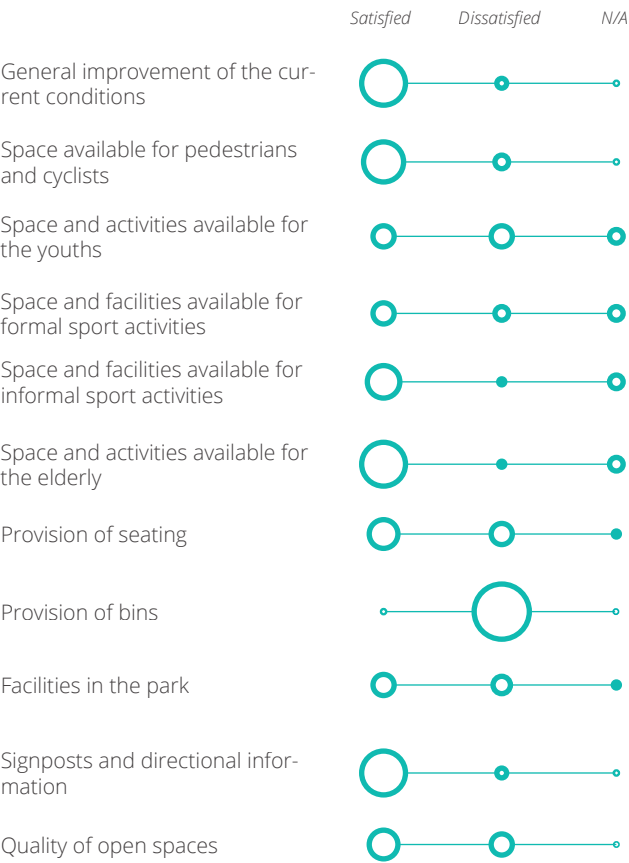 Satisfied Dissatisfied N/A
General improvement of the cur-
rent conditions
Space available for pedestrians
and cyclists
Space and activities available for
the youths
Space and facilities available for
formal sport activities
Space and facilities available for
informal sport activities
Space and activities available for
the elderly
Provision of seating
Provision of bins
Facilities in the park
Signposts and directional infor-
mation
Quality of open spaces